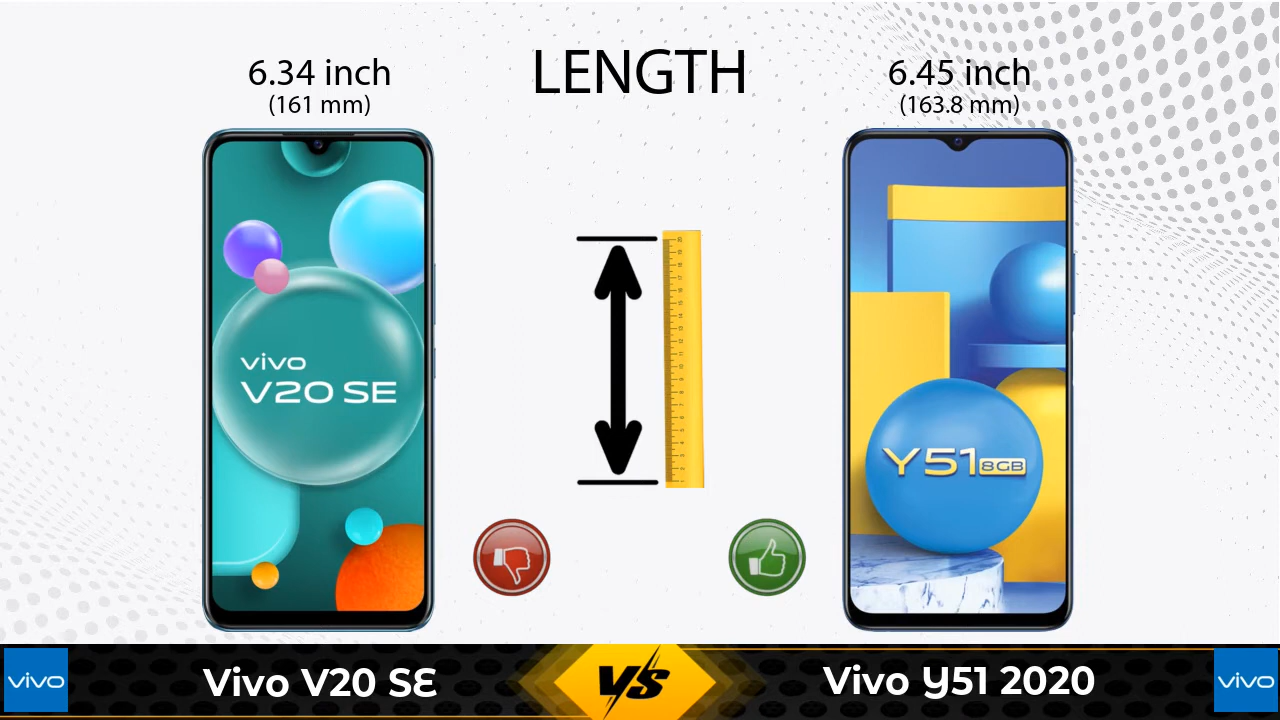 LENGTH
6.34 inch
(161 mm)
6.45 inch
(163.8 mm)
vivo
V20 SE
Y51 8GB
vivo
Vivo V20 SE
VS
Vivo Y51 2020
vivo